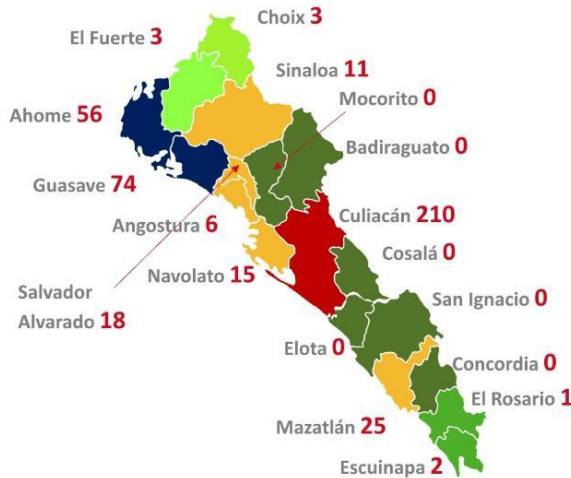 Choix 3
El Fuerte 3
Sinaloa 11
Mocorito 0
Ahome 56
Badiraguato 0
Guasave 74
Culiacán 210
Angostura 6
Cosalá 0
Navolato 15
Salvador
Alvarado 18
San Ignacio 0
Elota 0
Concordia 0
El Rosario 1
Mazatlán 25
Escuinapa 2